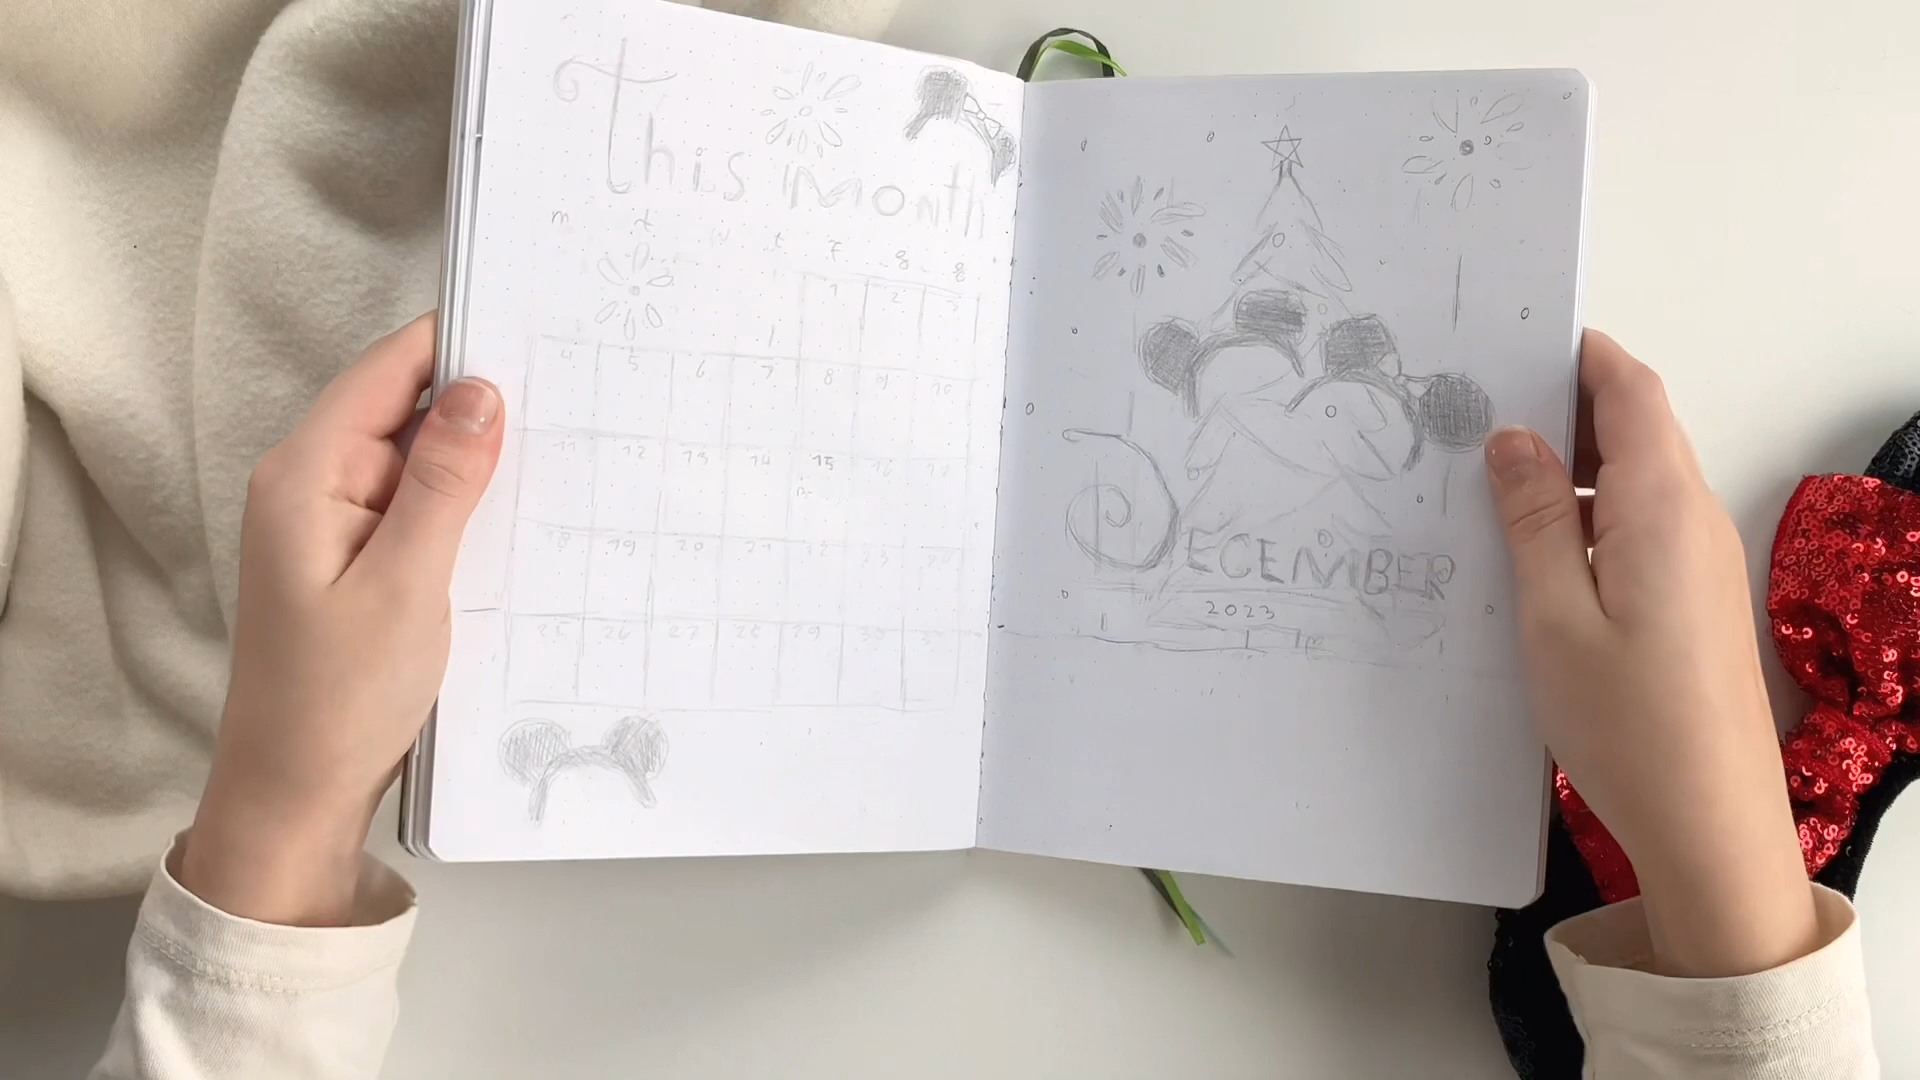 This Month
m t w t F S S
1 2 3
4 5 6 7 8 9 10
11 12 13 14 15 16 17
18 19 20 21 22 23 24
25 26 27 28 29 30 31
DECEMBER
2023